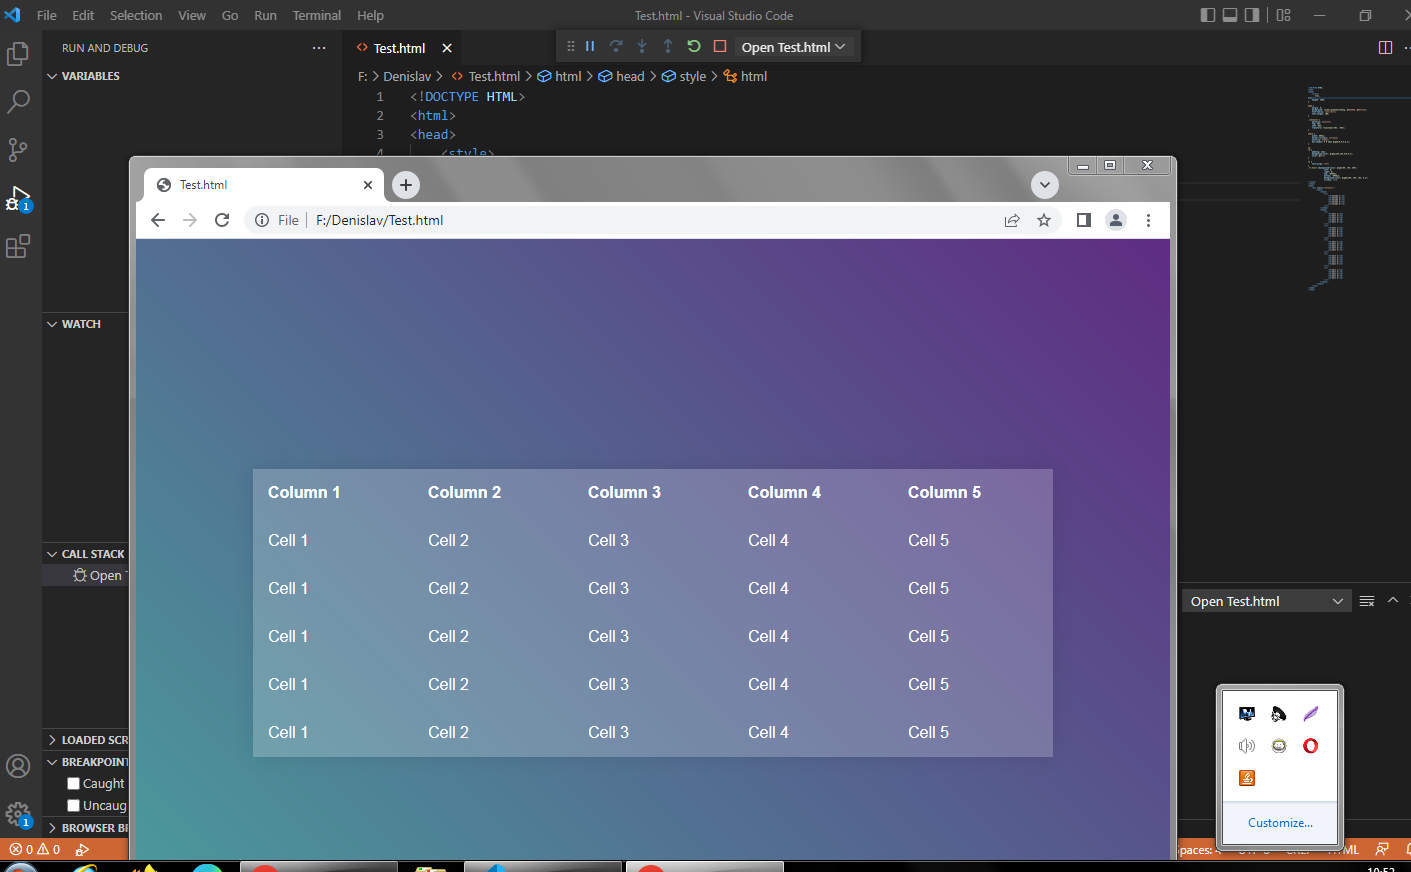 File Edit Selection View Go Run Terminal Help
Test.html - Visual Studio Code
RUN AND DEBUG
Test.html
Open Test.html
VARIABLES
F: > Denislav > Test.html > html > head > style > html
1 <!DOCTYPE HTML>
2 <html>
3 <head>
4 <style>
Test.html
File F:/Denislav/Test.html
WATCH
Column 1 Column 2 Column 3 Column 4 Column 5
Cell 1 Cell 2 Cell 3 Cell 4 Cell 5
Cell 1 Cell 2 Cell 3 Cell 4 Cell 5
Cell 1 Cell 2 Cell 3 Cell 4 Cell 5
Cell 1 Cell 2 Cell 3 Cell 4 Cell 5
Cell 1 Cell 2 Cell 3 Cell 4 Cell 5
CALL STACK
Open
Open Test.html
LOADED SCR
BREAKPOINT
Caught
Uncaug
BROWSER BR
1
1
Customize...
0 0
paces: